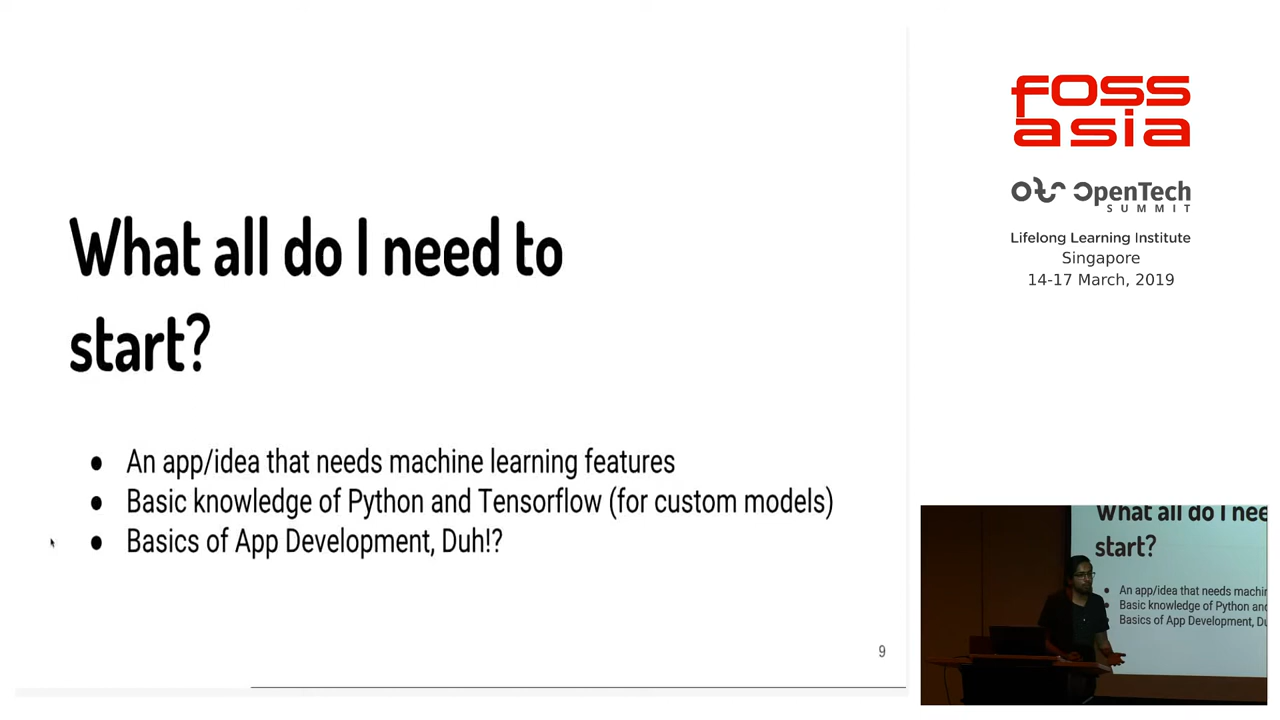 What all do I need to
start?
● An app/idea that needs machine learning features
● Basic knowledge of Python and Tensorflow (for custom models)
● Basics of App Development, Duh!?
9
FOSS
asia
OpenTech
SUMMIT
Lifelong Learning Institute
Singapore
14-17 March, 2019
What all do I nee
start?
● An app/idea that needs machin
● Basic knowledge of Python and
Basics of App Development, Du